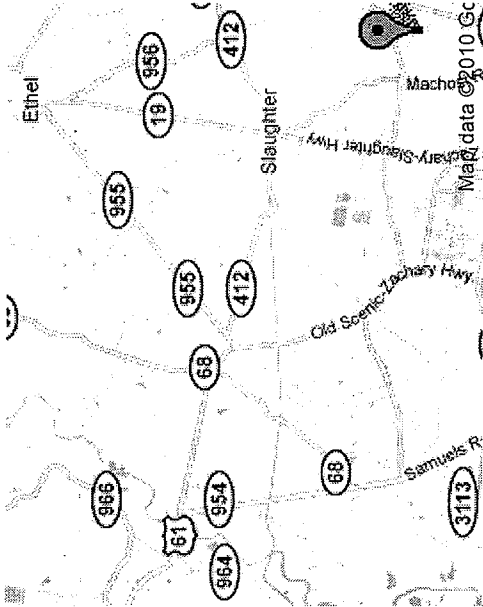 Ethel
956
412
19
955
Slaughter
Zachary-Slaughter Hwy
Macho
Map data ©2010 Go
955
412
68
Old Scenic-Zachary Hwy
966
61
954
964
68
Samuels R
3113